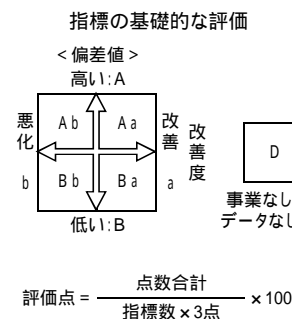 指標の基礎的な評価
<偏差値>
高い:A
悪化
b
Ab
Aa
Bb
Ba
改善
a
改善度
低い:B
D
事業なし
データなし
評価点 = 点数合計 / 指標数×3点 ×100